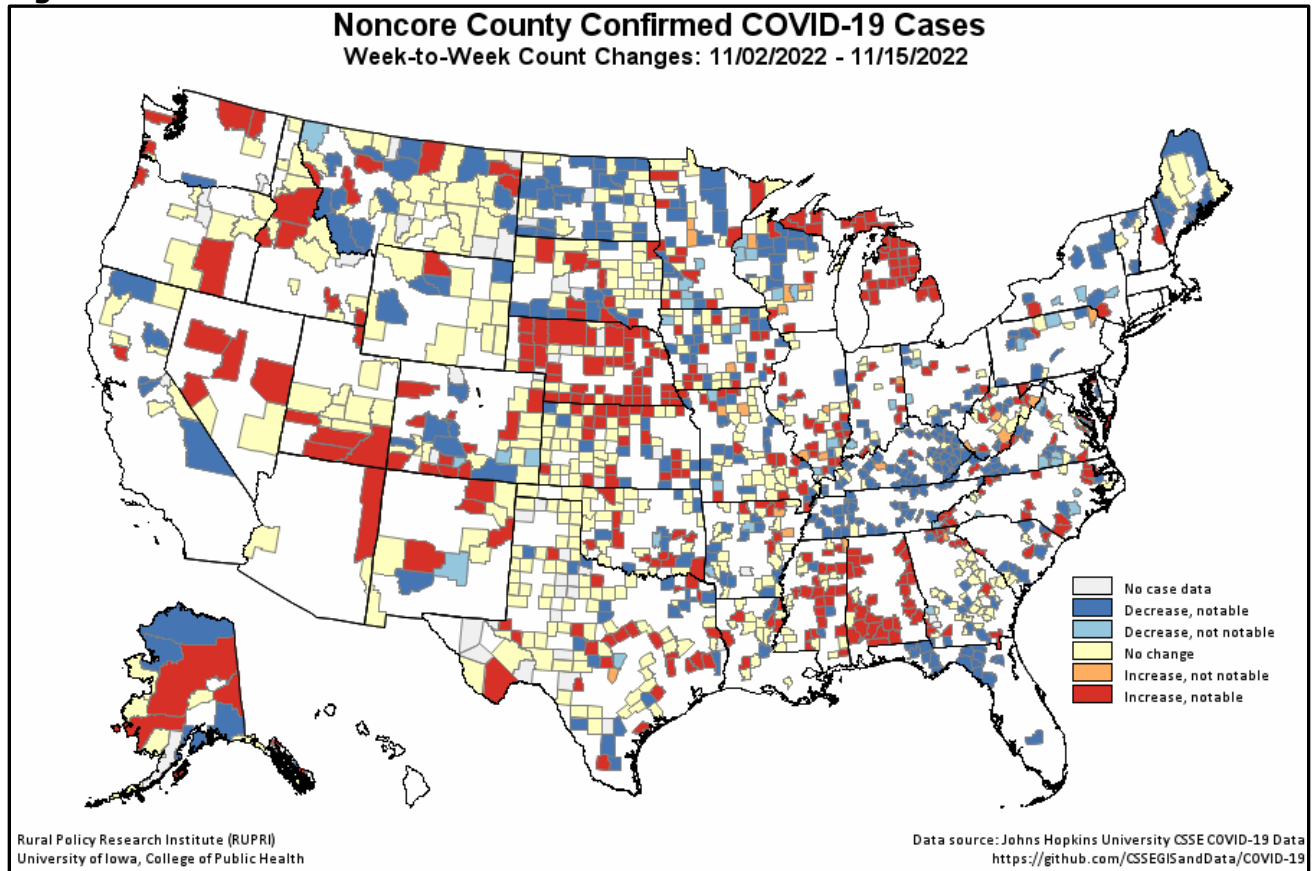 Noncore County Confirmed COVID-19 Cases
Week-to-Week Count Changes: 11/02/2022 - 11/15/2022
No case data
Decrease, notable
Decrease, not notable
No change
Increase, not notable
Increase, notable
Rural Policy Research Institute (RUPRI)
University of Iowa, College of Public Health
Data source: Johns Hopkins University CSSE COVID-19 Data
https://github.com/CSSEGISandData/COVID-19